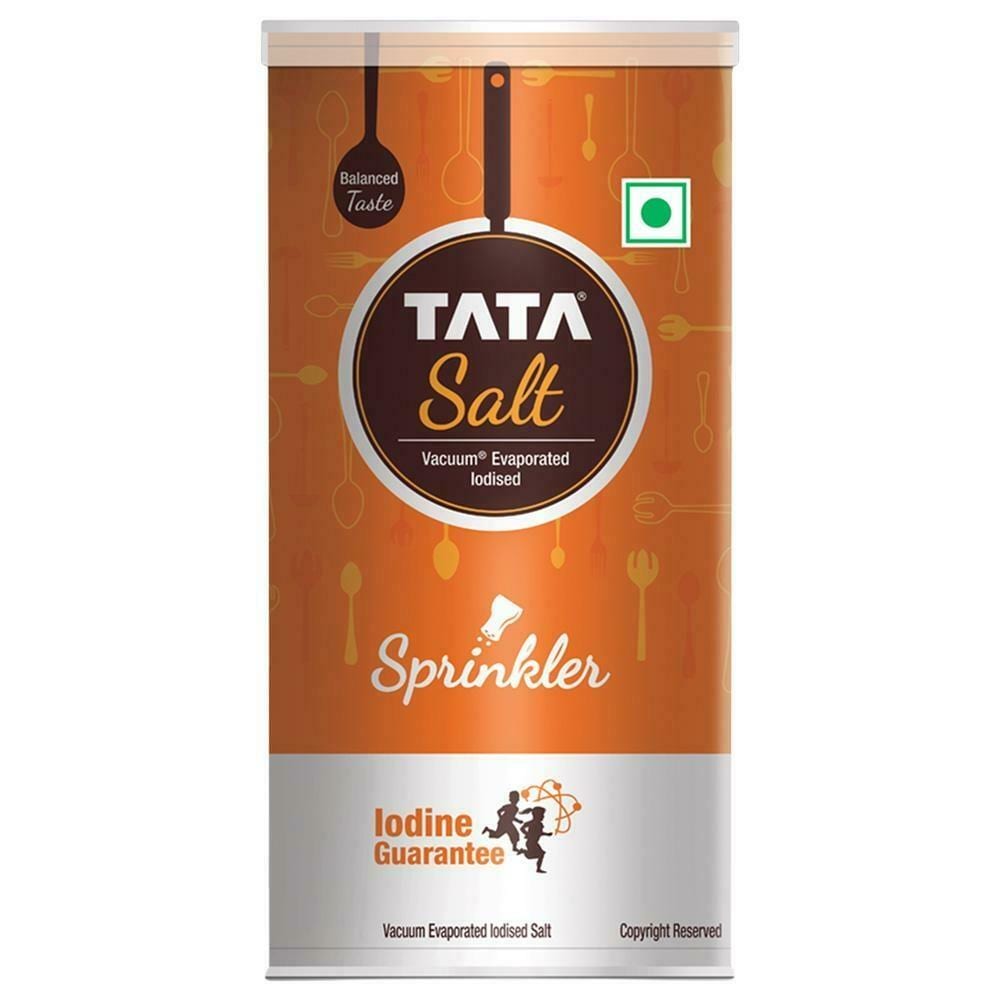 Balanced
Taste
TATA®
Salt
Vacuum® Evaporated
Iodised
Sprinkler
Iodine
Guarantee
Vacuum Evaporated Iodised Salt
Copyright Reserved